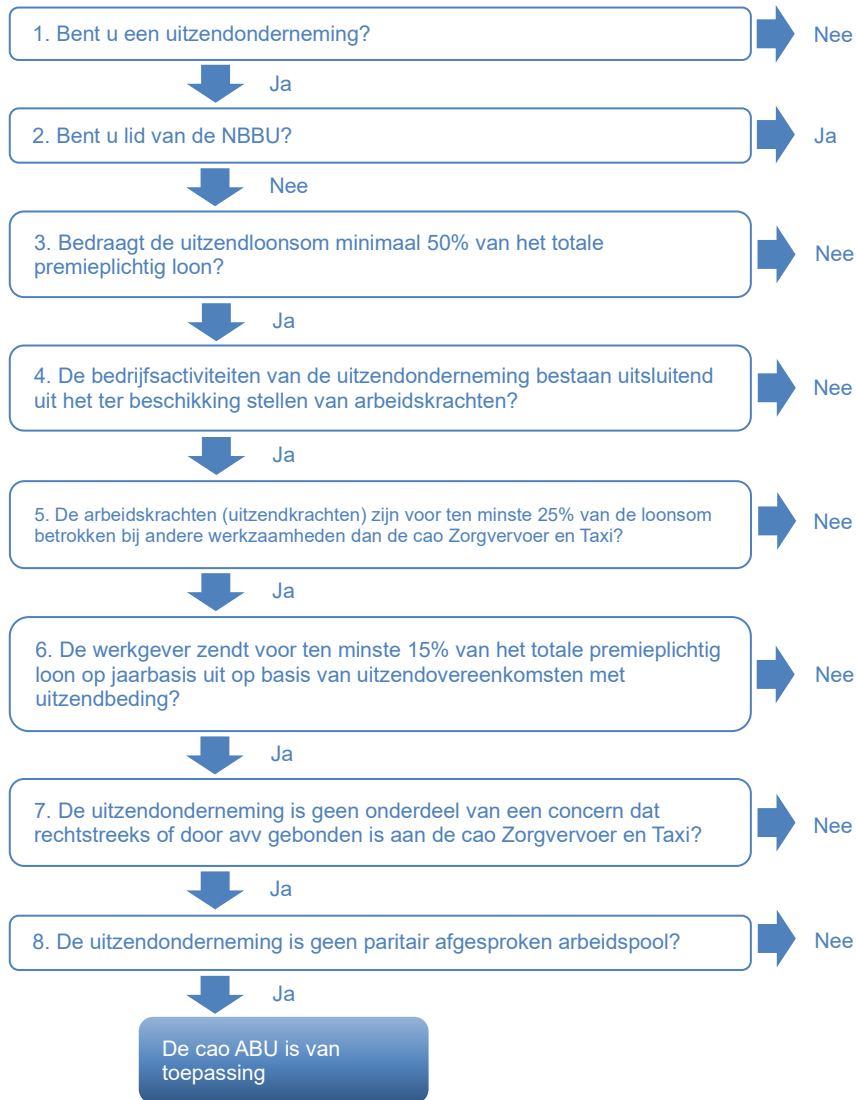 1. Bent u een uitzendonderneming?
Nee
Ja
2. Bent u lid van de NBBU?
Ja
Nee
3. Bedraagt de uitzendloonsom minimaal 50% van het totale
premieplichtig loon?
Nee
Ja
4. De bedrijfsactiviteiten van de uitzendonderneming bestaan uitsluitend
uit het ter beschikking stellen van arbeidskrachten?
Nee
Ja
5. De arbeidskrachten (uitzendkrachten) zijn voor ten minste 25% van de loonsom
betrokken bij andere werkzaamheden dan de cao Zorgvervoer en Taxi?
Nee
Ja
6. De werkgever zendt voor ten minste 15% van het totale premieplichtig
loon op jaarbasis uit op basis van uitzendovereenkomsten met
uitzendbeding?
Nee
Ja
7. De uitzendonderneming is geen onderdeel van een concern dat
rechtstreeks of door avv gebonden is aan de cao Zorgvervoer en Taxi?
Nee
Ja
8. De uitzendonderneming is geen paritair afgesproken arbeidspool?
Nee
Ja
De cao ABU is van
toepassing